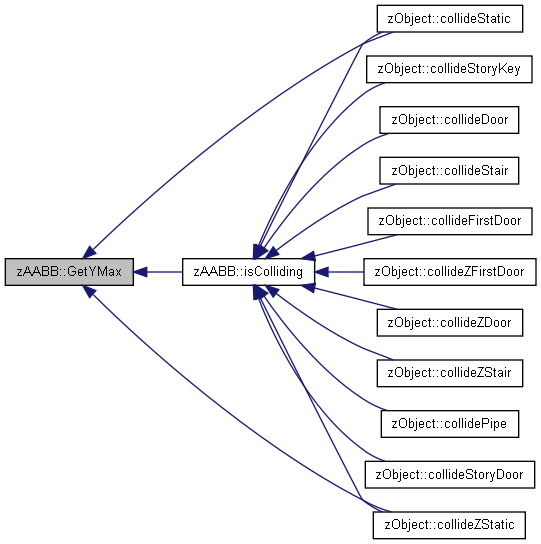 zObject::collideStatic
zObject::collideStoryKey
zObject::collideDoor
zObject::collideStair
zObject::collideFirstDoor
zAABB::GetYMax
zAABB::isColliding
zObject::collideZFirstDoor
zObject::collideZDoor
zObject::collideZStair
zObject::collidePipe
zObject::collideStoryDoor
zObject::collideZStatic